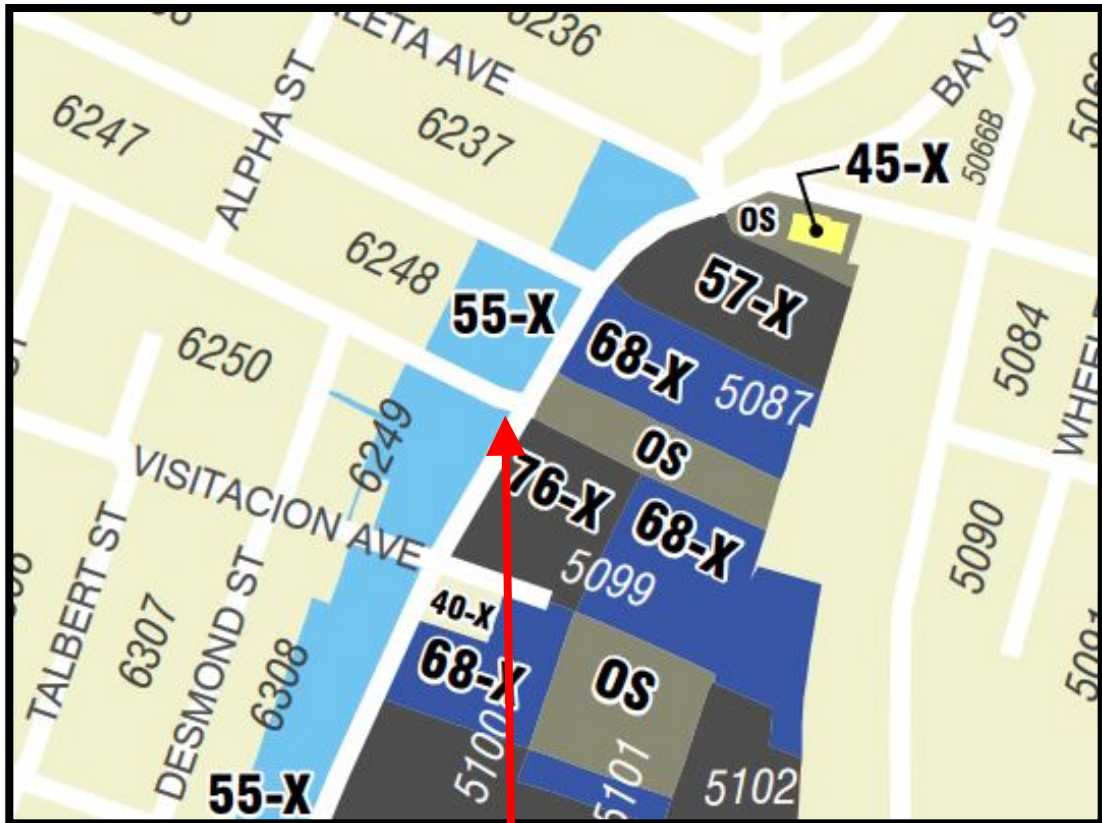 LETA AVE
6236
BAY S
ALPHA ST
6247
6237
5066B
506
45-X
OS
57-X
6248
55-X
5084
68-X
5087
WHEELE
6250
OS
6249
76-X
68-X
VISITACION AVE
5090
5099
TALBERT ST
DESMOND ST
40-X
6307
6308
68-X
OS
5100
5101
5102
55-X